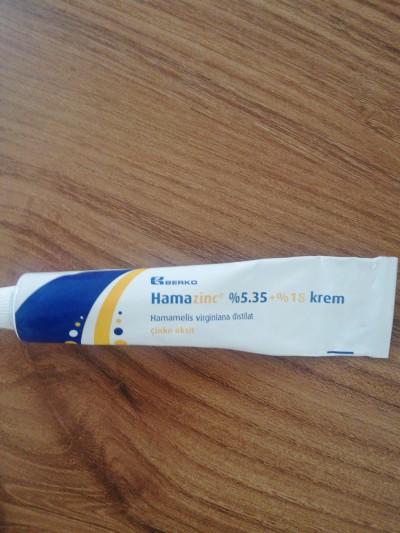 BERKO
Hamazinc® %5.35+%18 krem
Hamamelis virginiana distilat
Çinko oksit